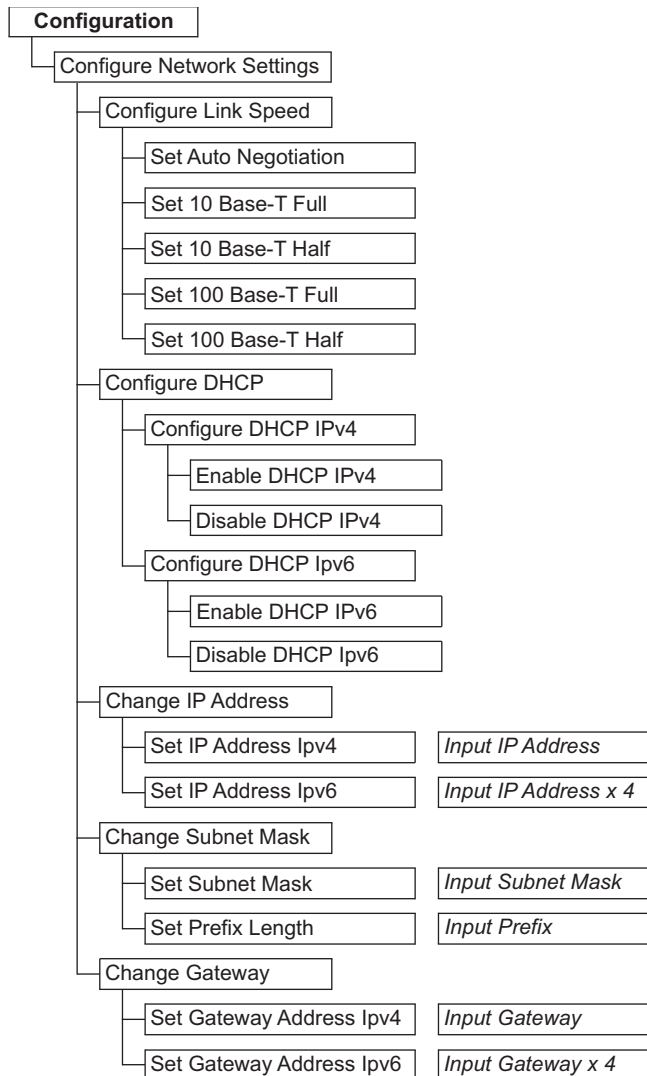 Configuration
Configure Network Settings
Configure Link Speed
Set Auto Negotiation
Set 10 Base-T Full
Set 10 Base-T Half
Set 100 Base-T Full
Set 100 Base-T Half
Configure DHCP
Configure DHCP IPv4
Enable DHCP IPv4
Disable DHCP IPv4
Configure DHCP Ipv6
Enable DHCP IPv6
Disable DHCP Ipv6
Change IP Address
Set IP Address Ipv4 Input IP Address
Set IP Address Ipv6 Input IP Address x 4
Change Subnet Mask
Set Subnet Mask Input Subnet Mask
Set Prefix Length Input Prefix
Change Gateway
Set Gateway Address Ipv4 Input Gateway
Set Gateway Address Ipv6 Input Gateway x 4